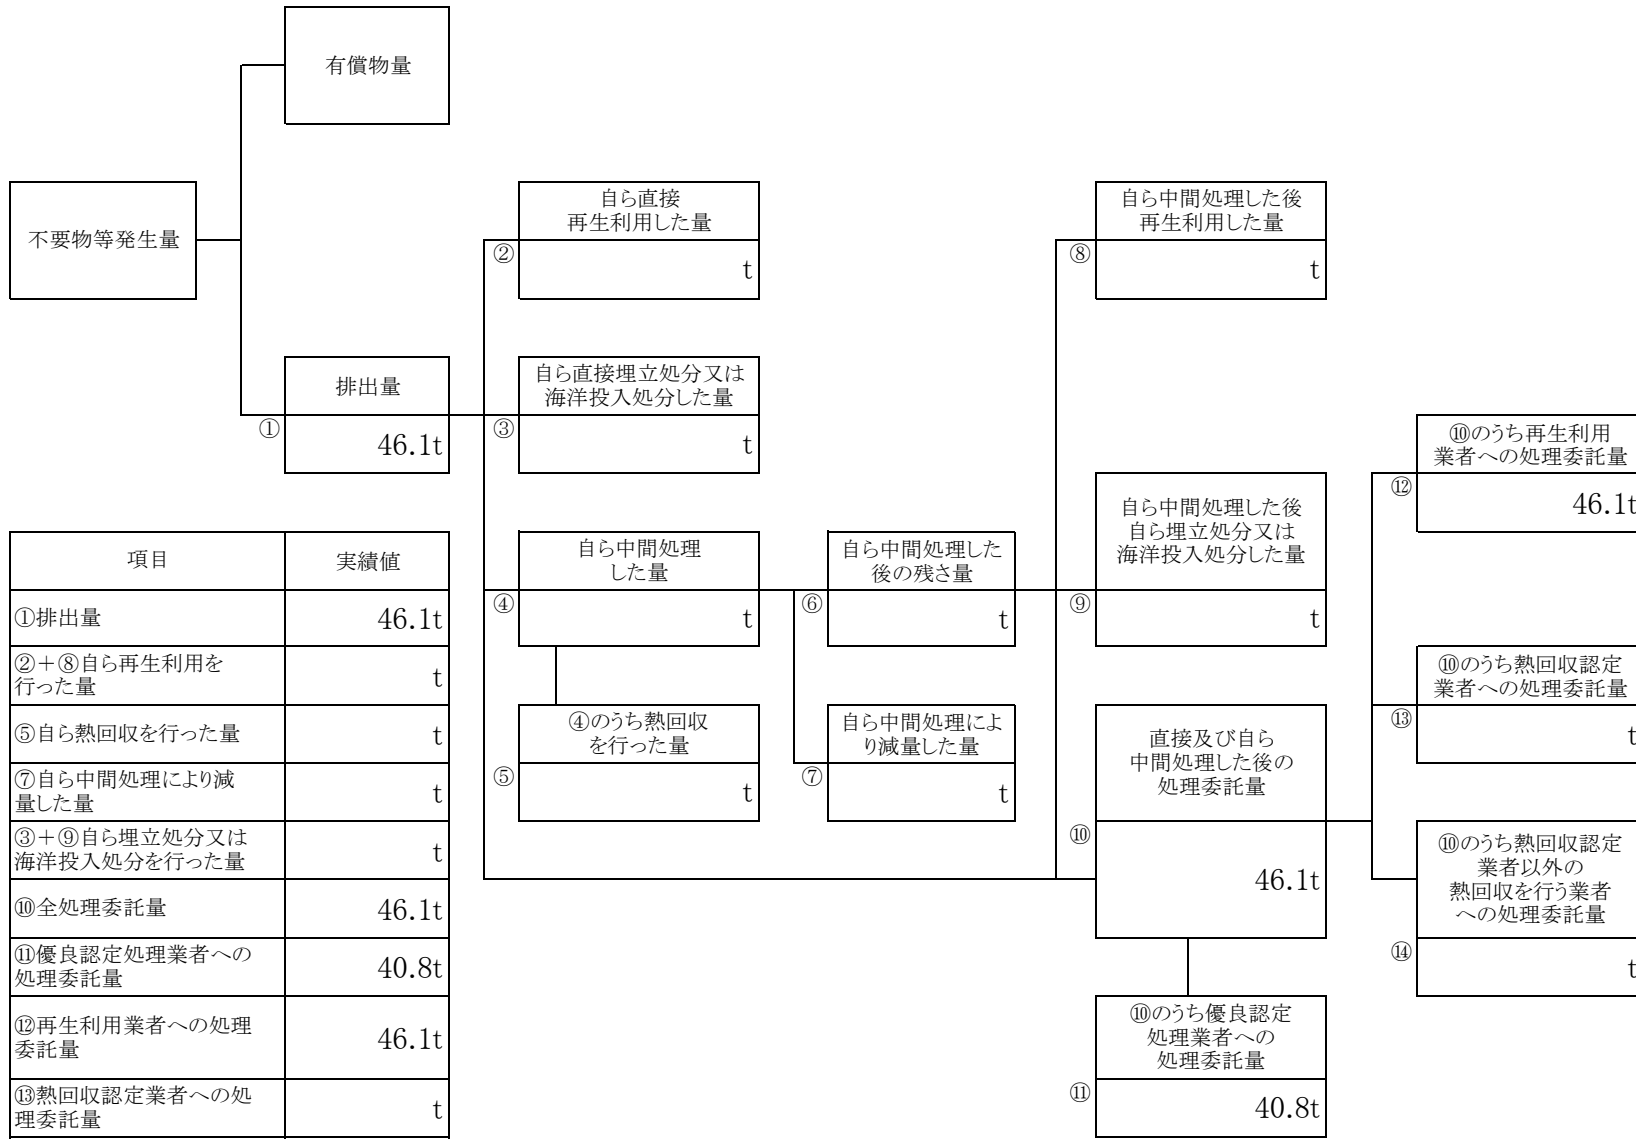 有償物量
不要物等発生量
排出量
①
46.1t
自ら直接
再生利用した量
②
t
自ら直接埋立処分又は
海洋投入処分した量
③
t
自ら中間処理
した量
④
t
④のうち熱回収
を行った量
⑤
t
自ら中間処理した
後の残さ量
⑥
t
自ら中間処理によ
り減量した量
⑦
t
自ら中間処理した後
再生利用した量
⑧
t
自ら中間処理した後
自ら埋立処分又は
海洋投入処分した量
⑨
t
直接及び自ら
中間処理した後の
処理委託量
⑩
46.1t
⑩のうち優良認定
処理業者への
処理委託量
⑪
40.8t
⑩のうち再生利用
業者への処理委託量
⑫
46.1t
⑩のうち熱回収認定
業者への処理委託量
⑬
t
⑩のうち熱回収認定
業者以外の
熱回収を行う業者
への処理委託量
⑭
t
項目 実績値
①排出量 46.1t
②+⑧自ら再生利用を
行った量 t
⑤自ら熱回収を行った量 t
⑦自ら中間処理により減
量した量 t
③+⑨自ら埋立処分又は
海洋投入処分を行った量 t
⑩全処理委託量 46.1t
⑪優良認定処理業者への
処理委託量 40.8t
⑫再生利用業者への処理
委託量 46.1t
⑬熱回収認定業者への処
理委託量 t